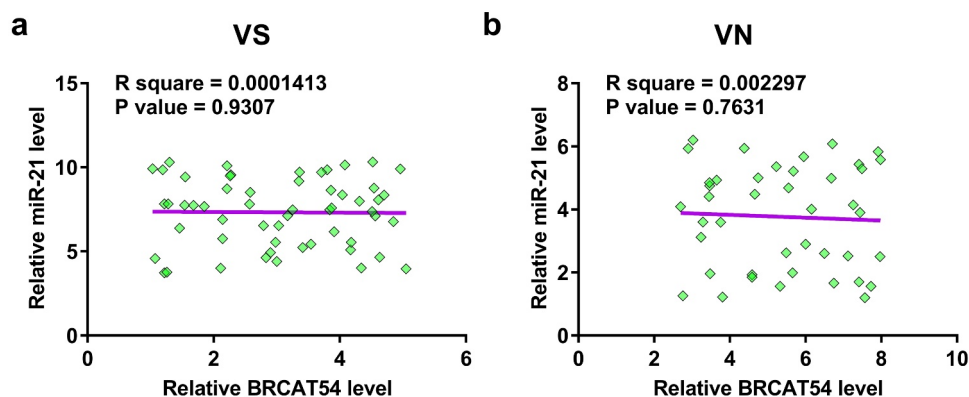 a
VS
R square = 0.0001413
P value = 0.9307
15
10
5
0
Relative miR-21 level
0 2 4 6
Relative BRCAT54 level
b
VN
R square = 0.002297
P value = 0.7631
8
6
4
2
0
Relative miR-21 level
0 2 4 6 8 10
Relative BRCAT54 level